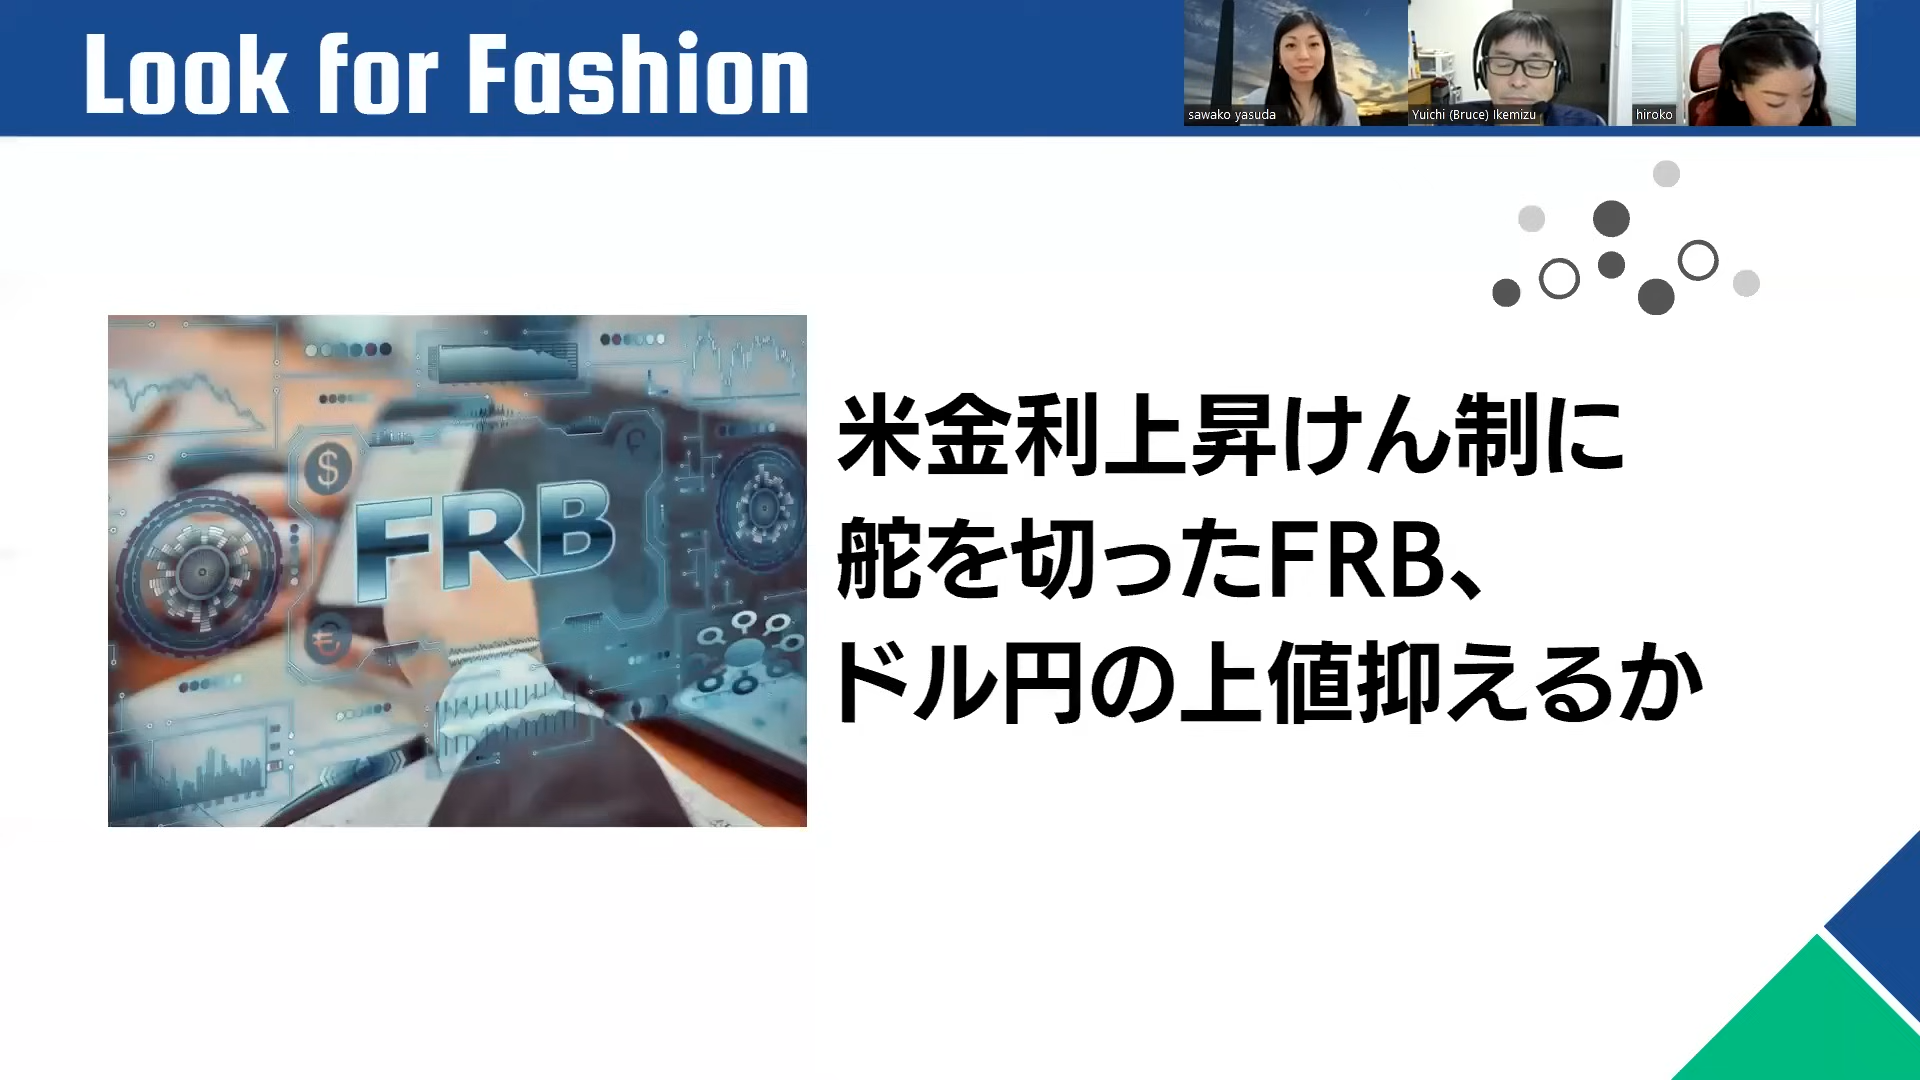 Look for Fashion
sawako yasuda
Yuichi (Bruce) Ikemizu
hiroko
$
FRB
€
米金利上昇けん制に
舵を切ったFRB、
ドル円の上値抑えるか